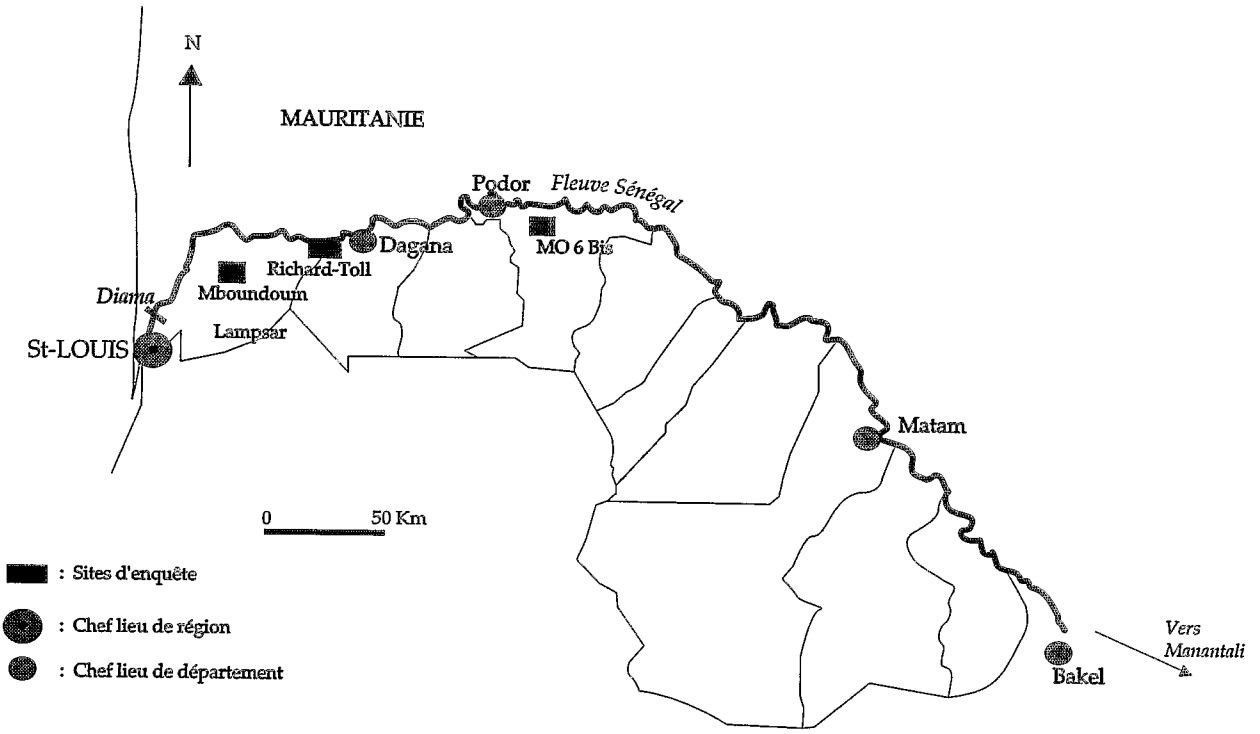 N
MAURITANIE
Podor
Fleuve Sénégal
MO 6 Bis
Dagana
Richard-Toll
Mboundoum
Diama
Lampsar
St-LOUIS
Matam
0 50 Km
: Sites d'enquête
: Chef lieu de région
: Chef lieu de département
Vers
Manantali
Bakel